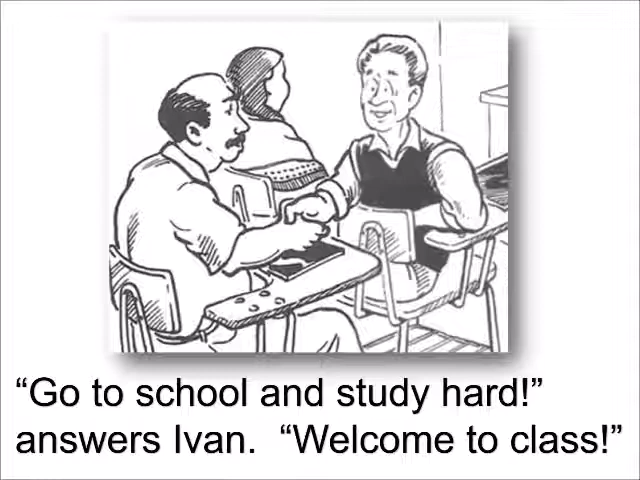 “Go to school and study hard!”
answers Ivan.  “Welcome to class!”